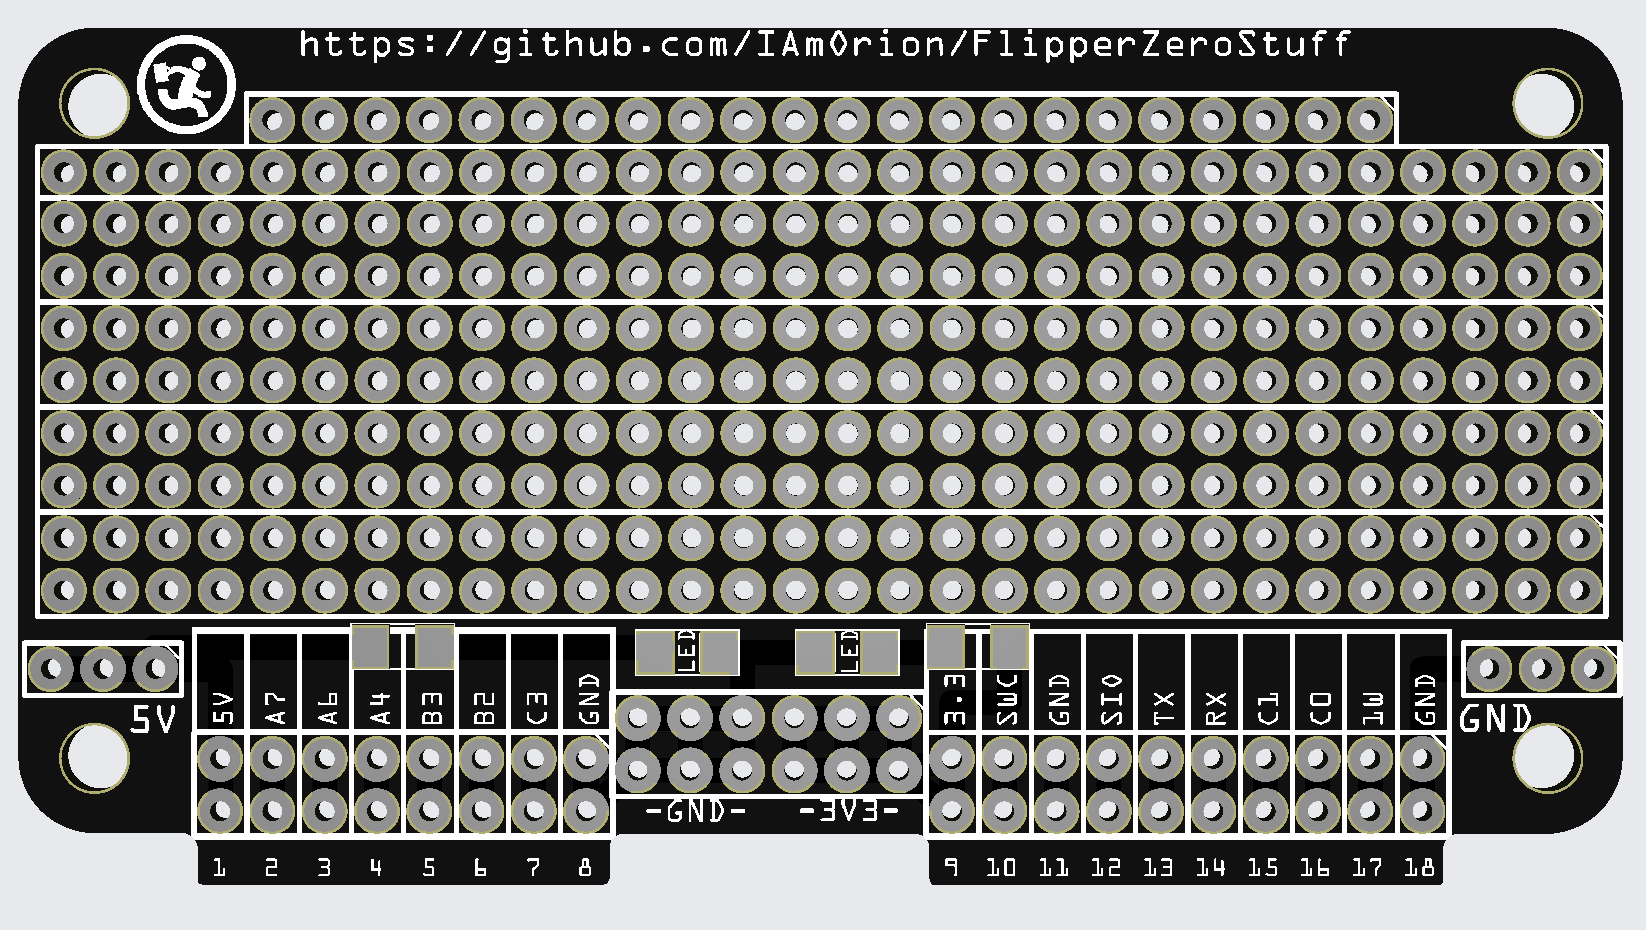 https://github.com/IAmOrion/FlipperZeroStuff
LED LED
5V A7 A6 A4 B3 B2 C3 GND 3.3 SWC GND SIO TX RX C1 C0 1W GND
5V GND
-GND- -3V3-
1 2 3 4 5 6 7 8 9 10 11 12 13 14 15 16 17 18